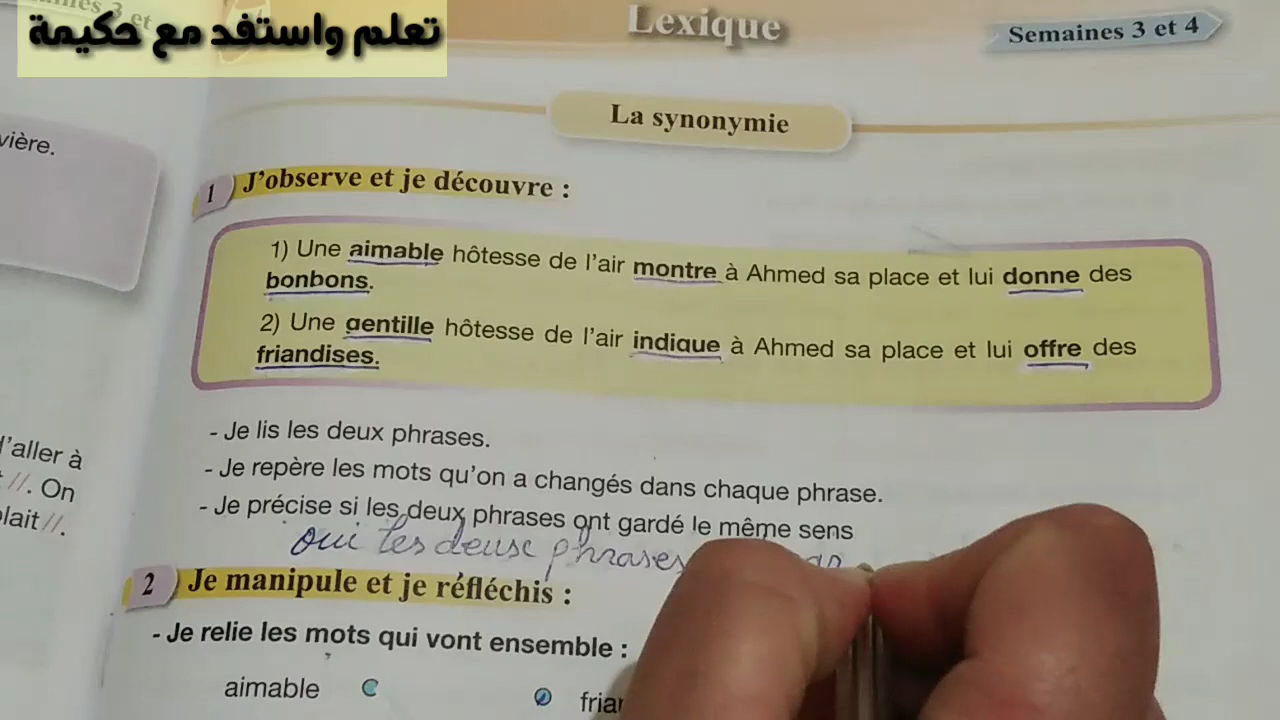 تعلم واستفد مع حكيمة
Lexique
Semaines 3 et 4
La synonymie
vière.
1 J'observe et je découvre :
1) Une aimable hôtesse de l'air montre à Ahmed sa place et lui donne des
bonbons.
2) Une gentille hôtesse de l'air indique à Ahmed sa place et lui offre des
friandises.
- Je lis les deux phrases.
- Je repère les mots qu'on a changés dans chaque phrase.
- Je précise si les deux phrases ont gardé le même sens
oui les deux phrases
l'aller à
//. On
lait //.
2 Je manipule et je réfléchis :
- Je relie les mots qui vont ensemble :
aimable